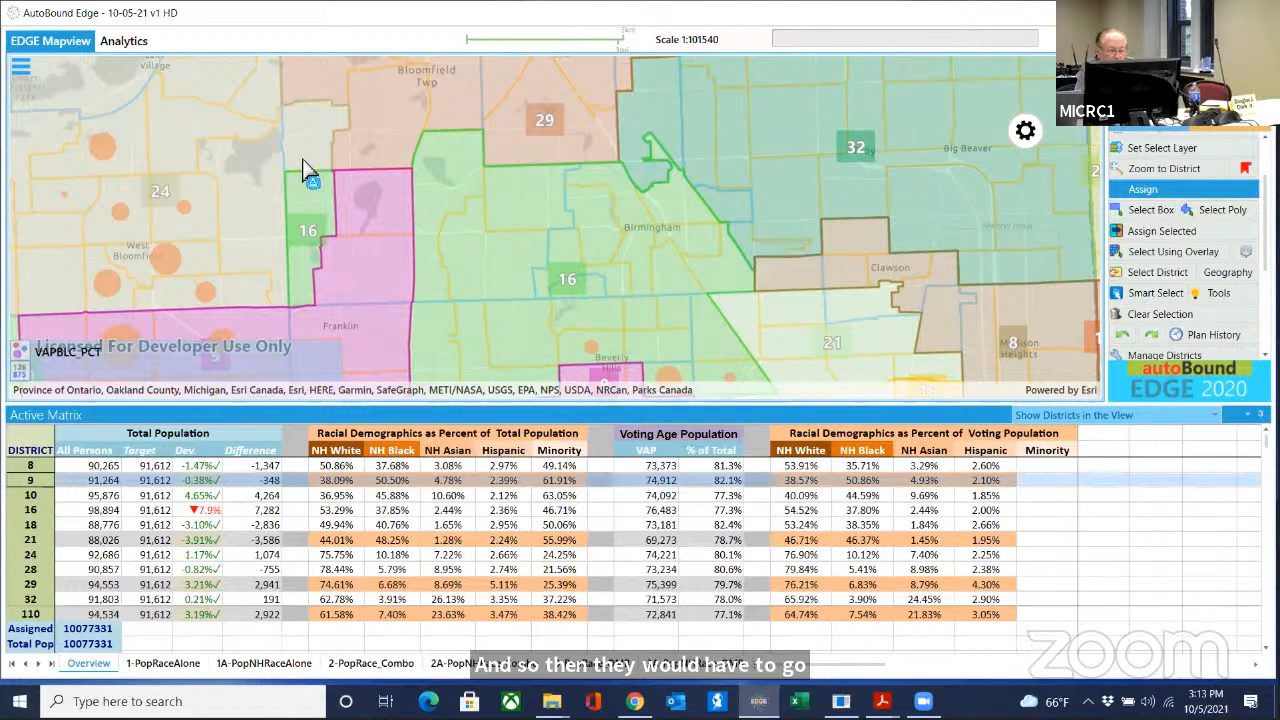 AutoBound Edge - 10-05-21 v1 HD
EDGE Mapview Analytics
Scale 1:101540
3mi
Village
Bloomfield
Twp
29
32
Big Beaver
24
16
West
Bloomfield
Birmingham
16
Clawson
Franklin
21
8
Madison
Heights
Beverly
Hills
18
Licensed For Developer Use Only
VAPBLC_PCT
Province of Ontario, Oakland County, Michigan, Esri Canada, Esri, HERE, Garmin, SafeGraph, METI/NASA, USGS, EPA, NPS, USDA, NRCan, Parks Canada
Powered by Esri
MICRC1
Set Select Layer
Zoom to District
Assign
Select Box Select Poly
Assign Selected
Select Using Overlay
Select District Geography
Smart Select Tools
Clear Selection
Plan History
Manage Districts
autoBound
EDGE 2020
Active Matrix
Show Districts in the View
Total Population Racial Demographics as Percent of Total Population Voting Age Population Racial Demographics as Percent of Voting Population
DISTRICT All Persons Target Dev. Difference NH White NH Black NH Asian Hispanic Minority VAP % of Total NH White NH Black NH Asian Hispanic Minority
8 90,265 91,612 -1.47%✓ -1,347 50.86% 37.68% 3.08% 2.97% 49.14% 73,373 81.3% 53.91% 35.71% 3.29% 2.60%
9 91,264 91,612 -0.38%✓ -348 38.09% 50.50% 4.78% 2.39% 61.91% 74,912 82.1% 38.57% 50.86% 4.93% 2.10%
10 95,876 91,612 4.65%✓ 4,264 36.95% 45.88% 10.60% 2.12% 63.05% 74,092 77.3% 40.09% 44.59% 9.69% 1.85%
16 98,894 91,612 ▼7.9% 7,282 53.29% 37.85% 2.44% 2.36% 46.71% 76,483 77.3% 54.52% 37.80% 2.44% 2.00%
18 88,776 91,612 -3.10%✓ -2,836 49.94% 40.76% 1.65% 2.95% 50.06% 73,181 82.4% 53.24% 38.35% 1.84% 2.66%
21 88,026 91,612 -3.91%✓ -3,586 44.01% 48.25% 1.28% 2.24% 55.99% 69,273 78.7% 46.71% 46.37% 1.45% 1.95%
24 92,686 91,612 1.17%✓ 1,074 75.75% 10.18% 7.22% 2.66% 24.25% 74,221 80.1% 76.90% 10.12% 7.40% 2.25%
28 90,857 91,612 -0.82%✓ -755 78.44% 5.79% 8.95% 2.74% 21.56% 73,234 80.6% 79.84% 5.41% 8.98% 2.38%
29 94,553 91,612 3.21%✓ 2,941 74.61% 6.68% 8.69% 5.11% 25.39% 75,399 79.7% 76.21% 6.83% 8.79% 4.30%
32 91,803 91,612 0.21%✓ 191 62.78% 3.91% 26.13% 3.35% 37.22% 71,573 78.0% 65.92% 3.90% 24.45% 2.90%
110 94,534 91,612 3.19%✓ 2,922 61.58% 7.40% 23.63% 3.47% 38.42% 72,841 77.1% 64.74% 7.54% 21.83% 3.05%
Assigned 10077331
Total Pop 10077331
Overview 1-PopRaceAlone 1A-PopNHRaceAlone 2-PopRace_Combo
And so then they would have to go
zoom
Type here to search
66°F
3:13 PM
10/5/2021